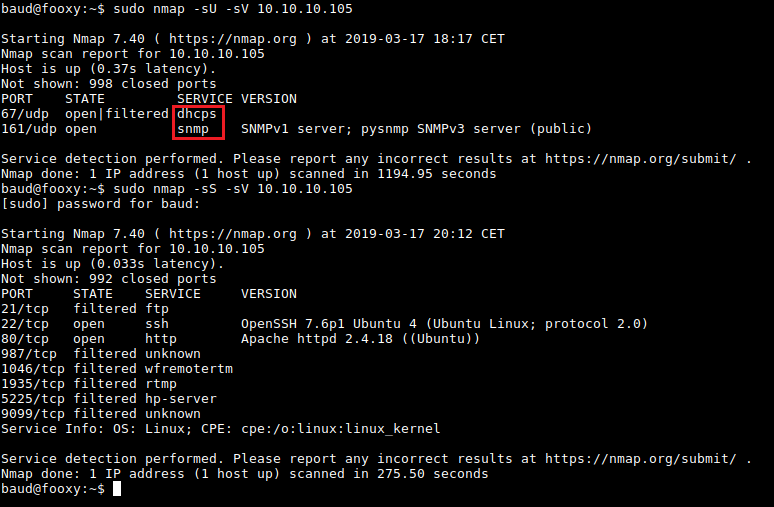 baud@fooxy:~$ sudo nmap -sU -sV 10.10.10.105
Starting Nmap 7.40 ( https://nmap.org ) at 2019-03-17 18:17 CET
Nmap scan report for 10.10.10.105
Host is up (0.37s latency).
Not shown: 998 closed ports
PORT    STATE         SERVICE VERSION
67/udp  open|filtered dhcps
161/udp open          snmp    SNMPv1 server; pysnmp SNMPv3 server (public)
Service detection performed. Please report any incorrect results at https://nmap.org/submit/ .
Nmap done: 1 IP address (1 host up) scanned in 1194.95 seconds
baud@fooxy:~$ sudo nmap -sS -sV 10.10.10.105
[sudo] password for baud:
Starting Nmap 7.40 ( https://nmap.org ) at 2019-03-17 20:12 CET
Nmap scan report for 10.10.10.105
Host is up (0.033s latency).
Not shown: 992 closed ports
PORT     STATE    SERVICE     VERSION
21/tcp   filtered ftp
22/tcp   open     ssh         OpenSSH 7.6p1 Ubuntu 4 (Ubuntu Linux; protocol 2.0)
80/tcp   open     http        Apache httpd 2.4.18 ((Ubuntu))
987/tcp  filtered unknown
1046/tcp filtered wfremotertm
1935/tcp filtered rtmp
5225/tcp filtered hp-server
9099/tcp filtered unknown
Service Info: OS: Linux; CPE: cpe:/o:linux:linux_kernel
Service detection performed. Please report any incorrect results at https://nmap.org/submit/ .
Nmap done: 1 IP address (1 host up) scanned in 275.50 seconds
baud@fooxy:~$